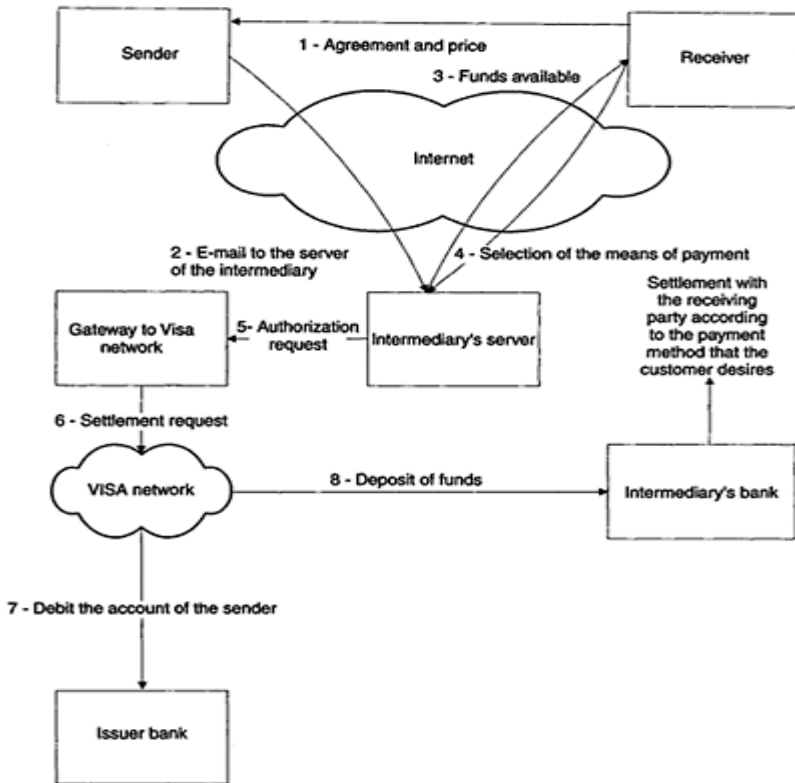 Sender
1 - Agreement and price
3 - Funds available
Receiver
Internet
2 - E-mail to the server
of the intermediary
4 - Selection of the means of payment
Settlement with
the receiving
party according
to the payment
method that the
customer desires
Gateway to Visa
network
5- Authorization
request
Intermediary's server
6 - Settlement request
VISA network
8 - Deposit of funds
Intermediary's bank
7 - Debit the account of the sender
Issuer bank